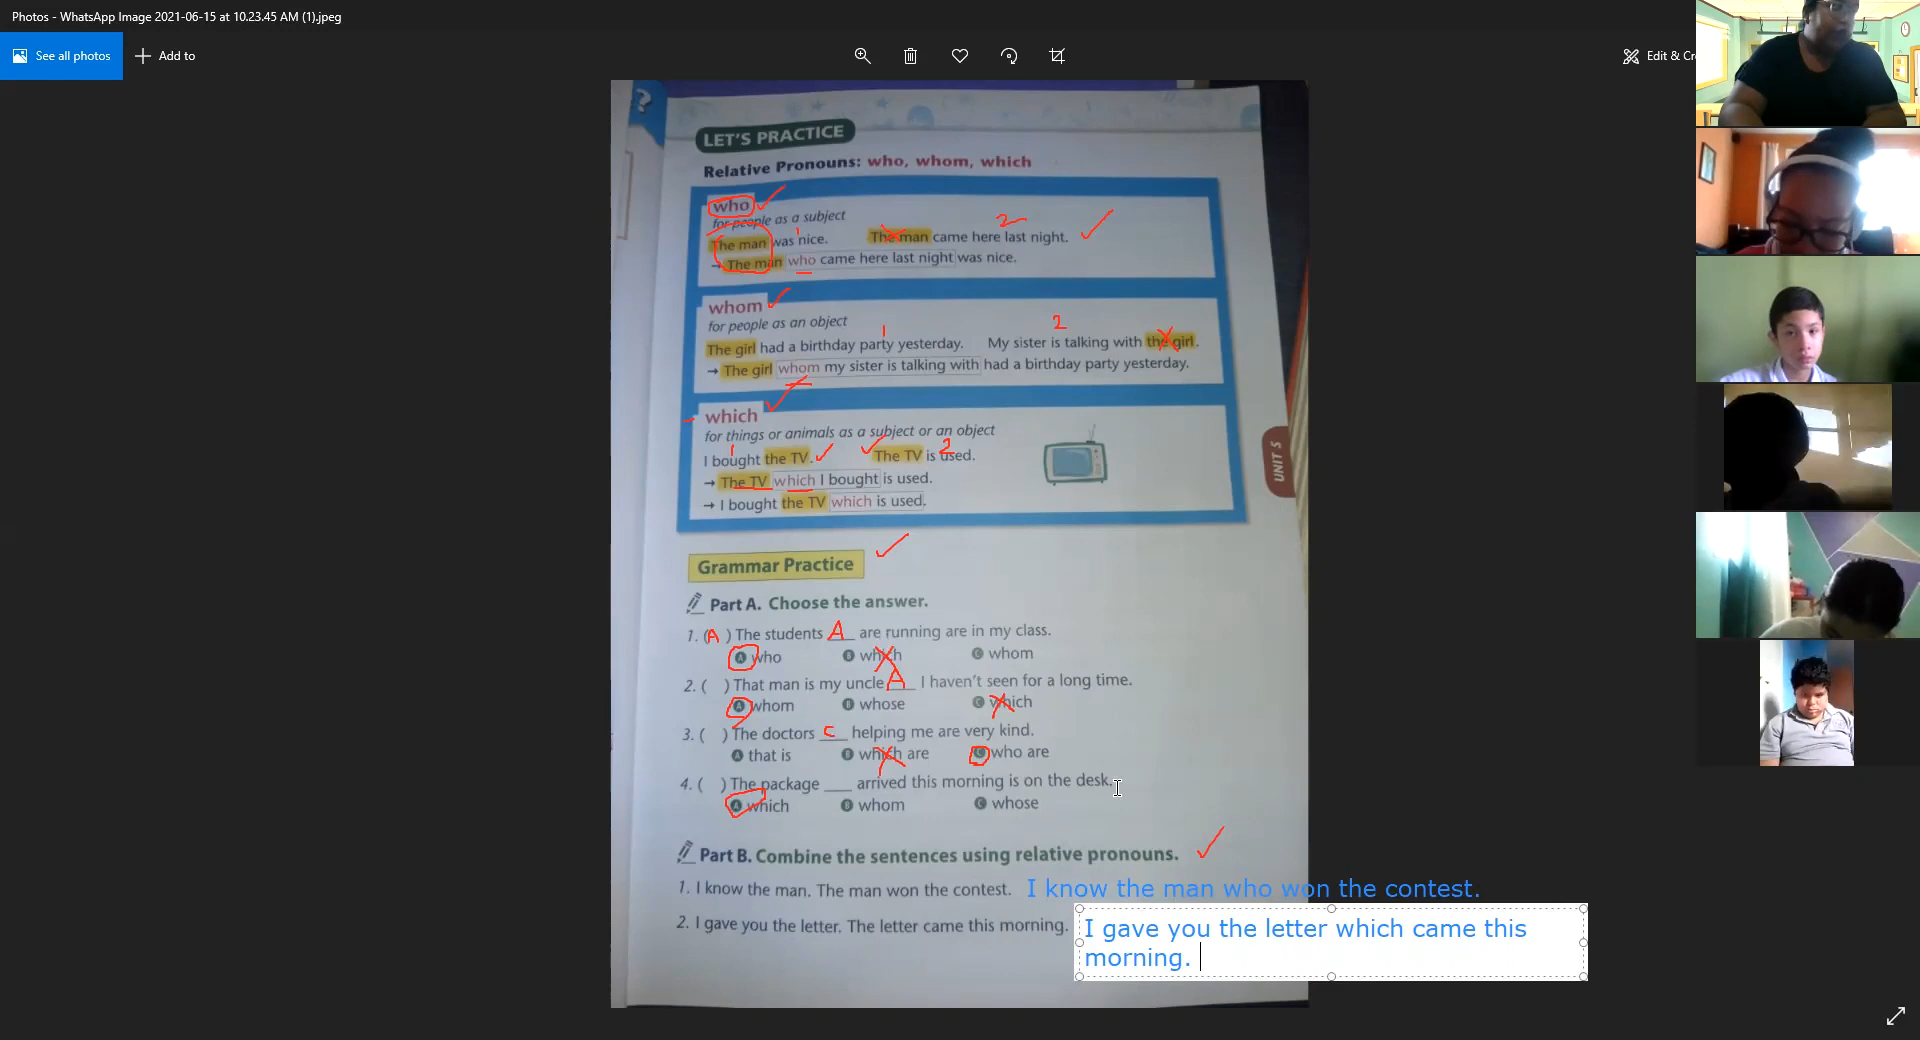 Photos - WhatsApp Image 2021-06-15 at 10.23.45 AM (1).jpeg
See all photos
Add to
Edit & Cr
?
LET'S PRACTICE
Relative Pronouns: who, whom, which
who
for people as a subject
2
1
The man was nice. The man came here last night.
→ The man who came here last night was nice.
whom
for people as an object
1 2
The girl had a birthday party yesterday. My sister is talking with the girl.
→ The girl whom my sister is talking with had a birthday party yesterday.
which
for things or animals as a subject or an object
1 2
I bought the TV. The TV is used.
→ The TV which I bought is used.
→ I bought the TV which is used.
UNIT 5
Grammar Practice
Part A. Choose the answer.
1. (A) The students A are running are in my class.
A who B which C whom
2. ( ) That man is my uncle A I haven't seen for a long time.
A whom B whose C which
3. ( ) The doctors C helping me are very kind.
A that is B which are C who are
4. ( ) The package ___ arrived this morning is on the desk.
A which B whom C whose
Part B. Combine the sentences using relative pronouns.
1. I know the man. The man won the contest. I know the man who won the contest.
2. I gave you the letter. The letter came this morning. I gave you the letter which came this
morning.